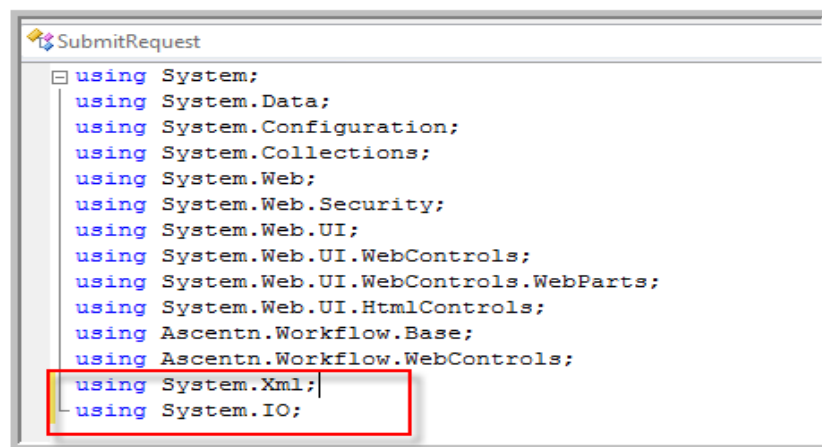 SubmitRequest
using System;
using System.Data;
using System.Configuration;
using System.Collections;
using System.Web;
using System.Web.Security;
using System.Web.UI;
using System.Web.UI.WebControls;
using System.Web.UI.WebControls.WebParts;
using System.Web.UI.HtmlControls;
using Ascentn.Workflow.Base;
using Ascentn.Workflow.WebControls;
using System.Xml;
using System.IO;